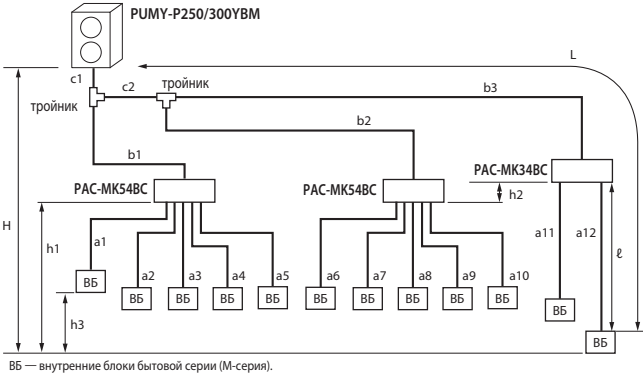 PUMY-P250/300YBM
L
c1
c2
тройник
b3
тройник
b2
b1
PAC-MK34BC
PAC-MK54BC
PAC-MK54BC
h2
H
h1
a1
a11
a12
ℓ
a2
a3
a4
a5
a6
a7
a8
a9
a10
ВБ
ВБ
ВБ
ВБ
ВБ
ВБ
ВБ
ВБ
ВБ
ВБ
ВБ
h3
ВБ
ВБ — внутренние блоки бытовой серии (М-серия).